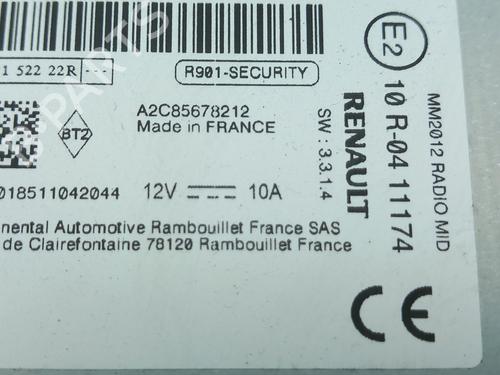 1 522 22R ---
R901-SECURITY
BT2
A2C85678212
Made in FRANCE
018511042044 12V 10A
nental Automotive Rambouillet France SAS
de Clairefontaine 78120 Rambouillet France
SW : 3.3.1.4
RENAULT
E2
10 R-04 11174
MM2012 RADIO MID
CE